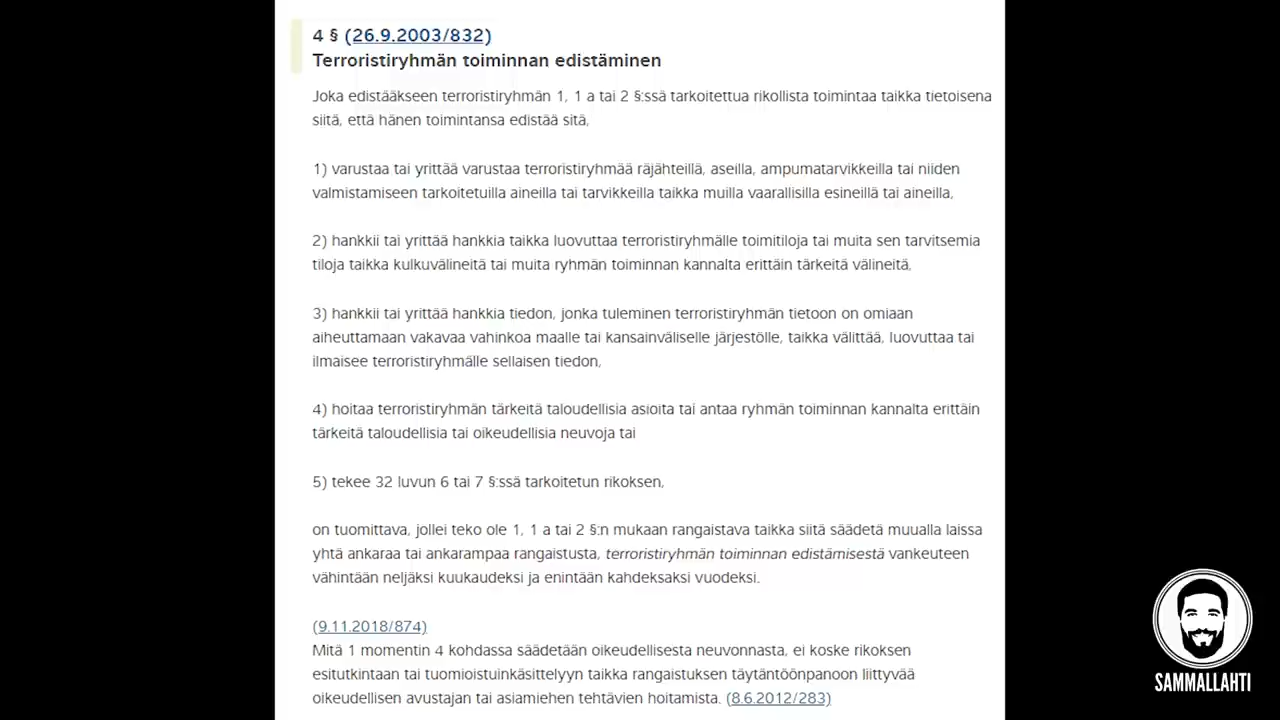 4 § (26.9.2003/832)
Terroristiryhmän toiminnan edistäminen
Joka edistääkseen terroristiryhmän 1, 1 a tai 2 §:ssä tarkoitettua rikollista toimintaa taikka tietoisena
siitä, että hänen toimintansa edistää sitä,
1) varustaa tai yrittää varustaa terroristiryhmää räjähteillä, aseilla, ampumatarvikkeilla tai niiden
valmistamiseen tarkoitetuilla aineilla tai tarvikkeilla taikka muilla vaarallisilla esineillä tai aineilla,
2) hankkii tai yrittää hankkia taikka luovuttaa terroristiryhmälle toimitiloja tai muita sen tarvitsemia
tiloja taikka kulkuvälineitä tai muita ryhmän toiminnan kannalta erittäin tärkeitä välineitä,
3) hankkii tai yrittää hankkia tiedon, jonka tuleminen terroristiryhmän tietoon on omiaan
aiheuttamaan vakavaa vahinkoa maalle tai kansainväliselle järjestölle, taikka välittää, luovuttaa tai
ilmaisee terroristiryhmälle sellaisen tiedon,
4) hoitaa terroristiryhmän tärkeitä taloudellisia asioita tai antaa ryhmän toiminnan kannalta erittäin
tärkeitä taloudellisia tai oikeudellisia neuvoja tai
5) tekee 32 luvun 6 tai 7 §:ssä tarkoitetun rikoksen,
on tuomittava, jollei teko ole 1, 1 a tai 2 §:n mukaan rangaistava taikka siitä säädetä muualla laissa
yhtä ankaraa tai ankarampaa rangaistusta, terroristiryhmän toiminnan edistämisestä vankeuteen
vähintään neljäksi kuukaudeksi ja enintään kahdeksaksi vuodeksi.
(9.11.2018/874)
Mitä 1 momentin 4 kohdassa säädetään oikeudellisesta neuvonnasta, ei koske rikoksen
esitutkintaan tai tuomioistuinkäsittelyyn taikka rangaistuksen täytäntöönpanoon liittyvää
oikeudellisen avustajan tai asiamiehen tehtävien hoitamista. (8.6.2012/283)
SAMMALLAHTI